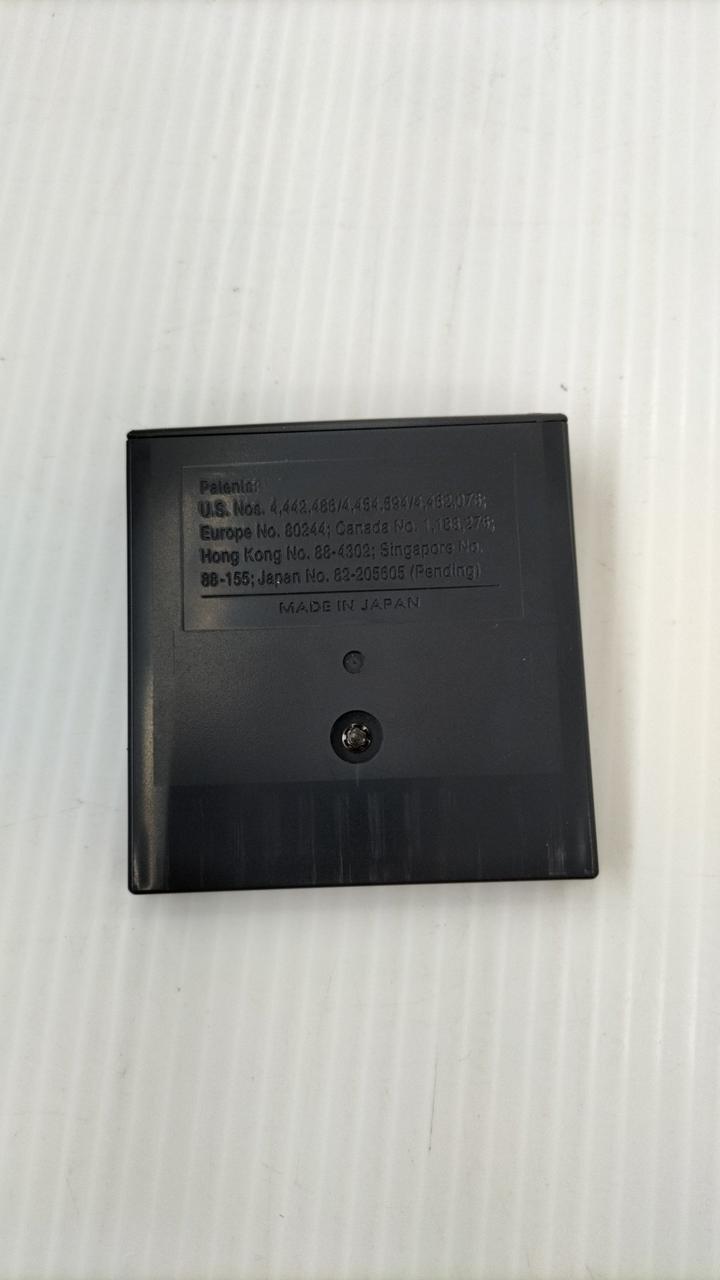 Patents:
U.S. Nos. 4,442,486/4,454,594/4,462,076;
Europe No. 80244; Canada No. 1,183,276;
Hong Kong No. 88-4302; Singapore No.
88-155; Japan No. 82-205605 (Pending)
MADE IN JAPAN